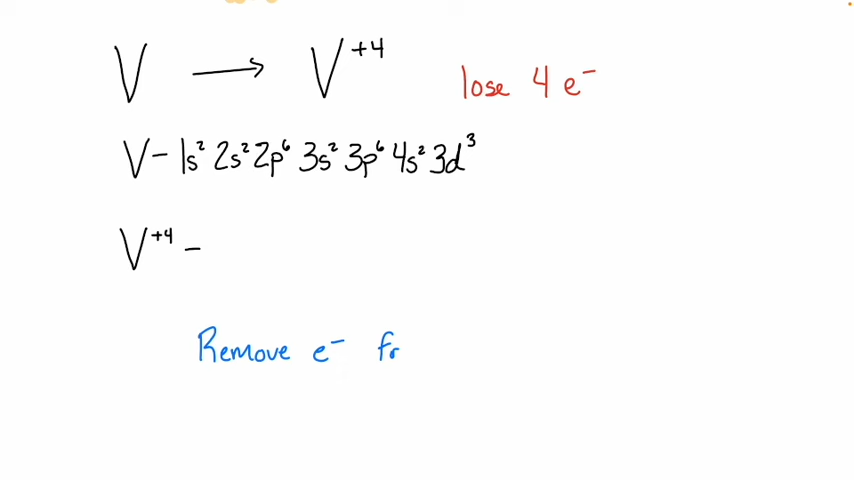 V → V⁺⁴ lose 4 e⁻
V – 1s² 2s² 2p⁶ 3s² 3p⁶ 4s² 3d³
V⁺⁴ –
Remove e⁻ fr